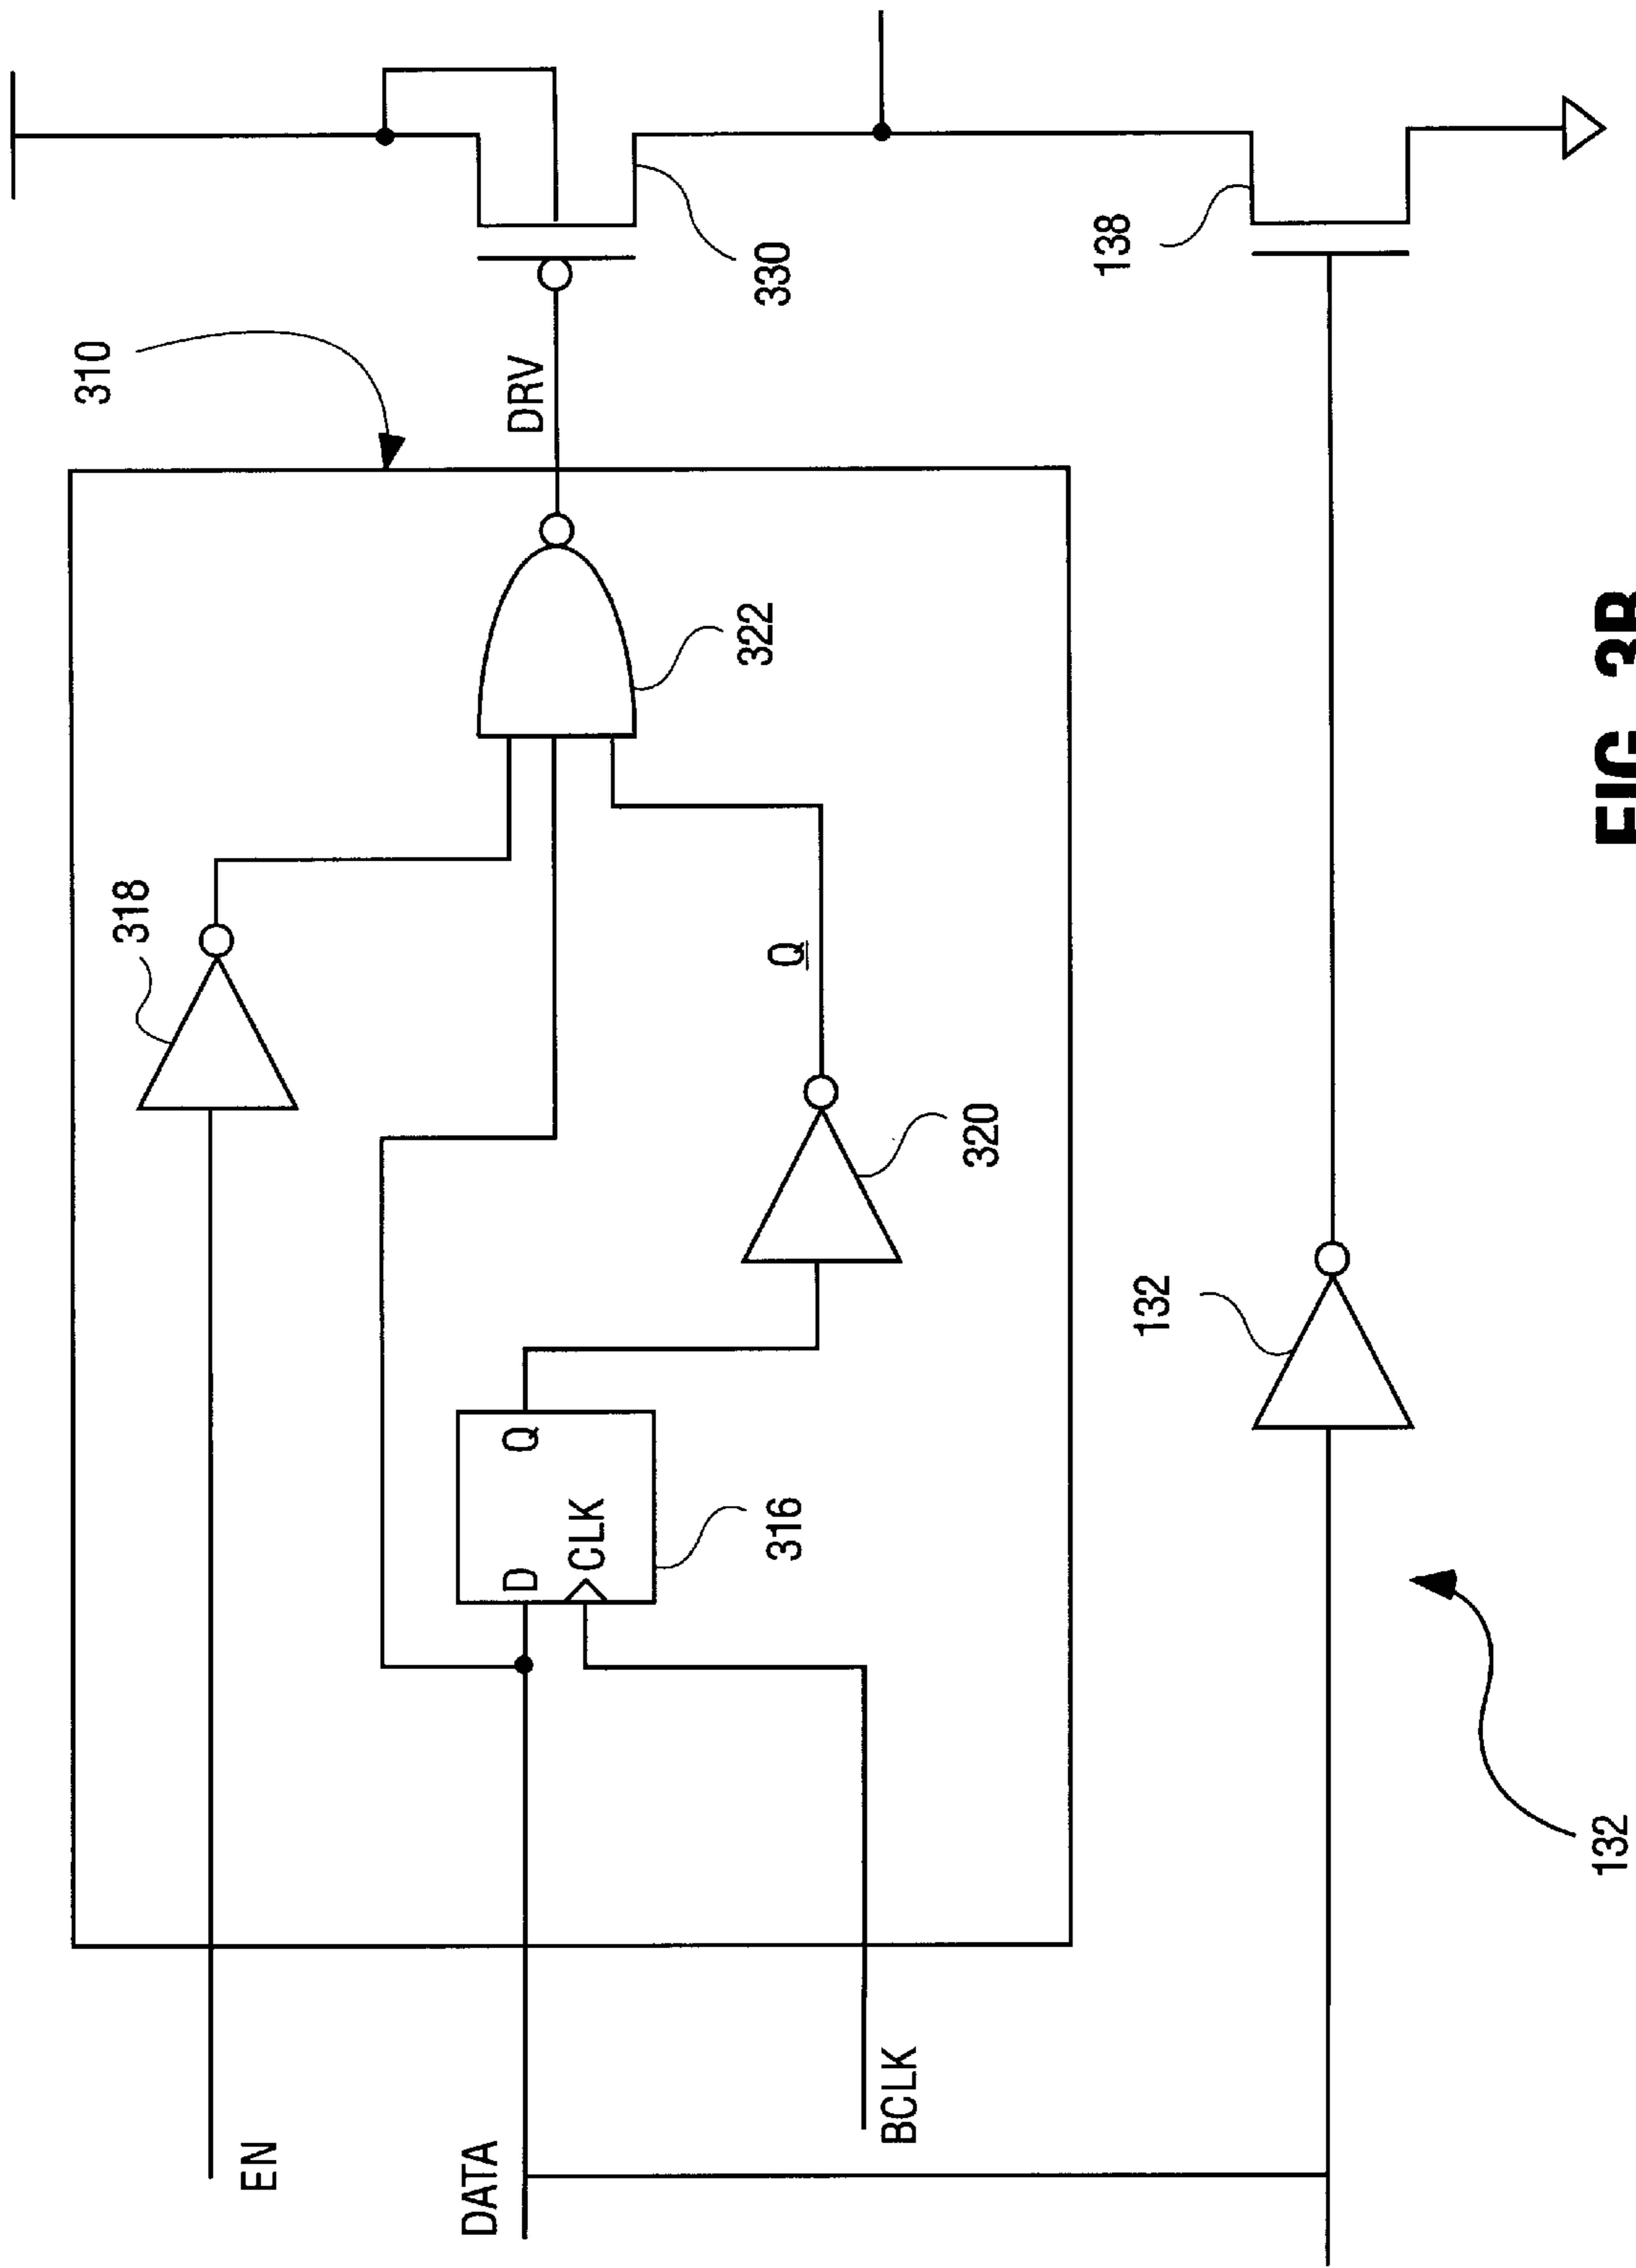 310
318
DRV
330
322
Q
320
D
Q
CLK
316
138
132
EN
DATA
BCLK
132
FIG. 3B